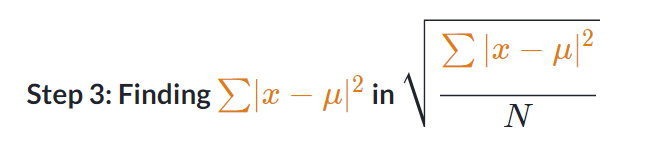 Step 3: Finding ∑|x − μ|² in √(∑|x − μ|² / N)